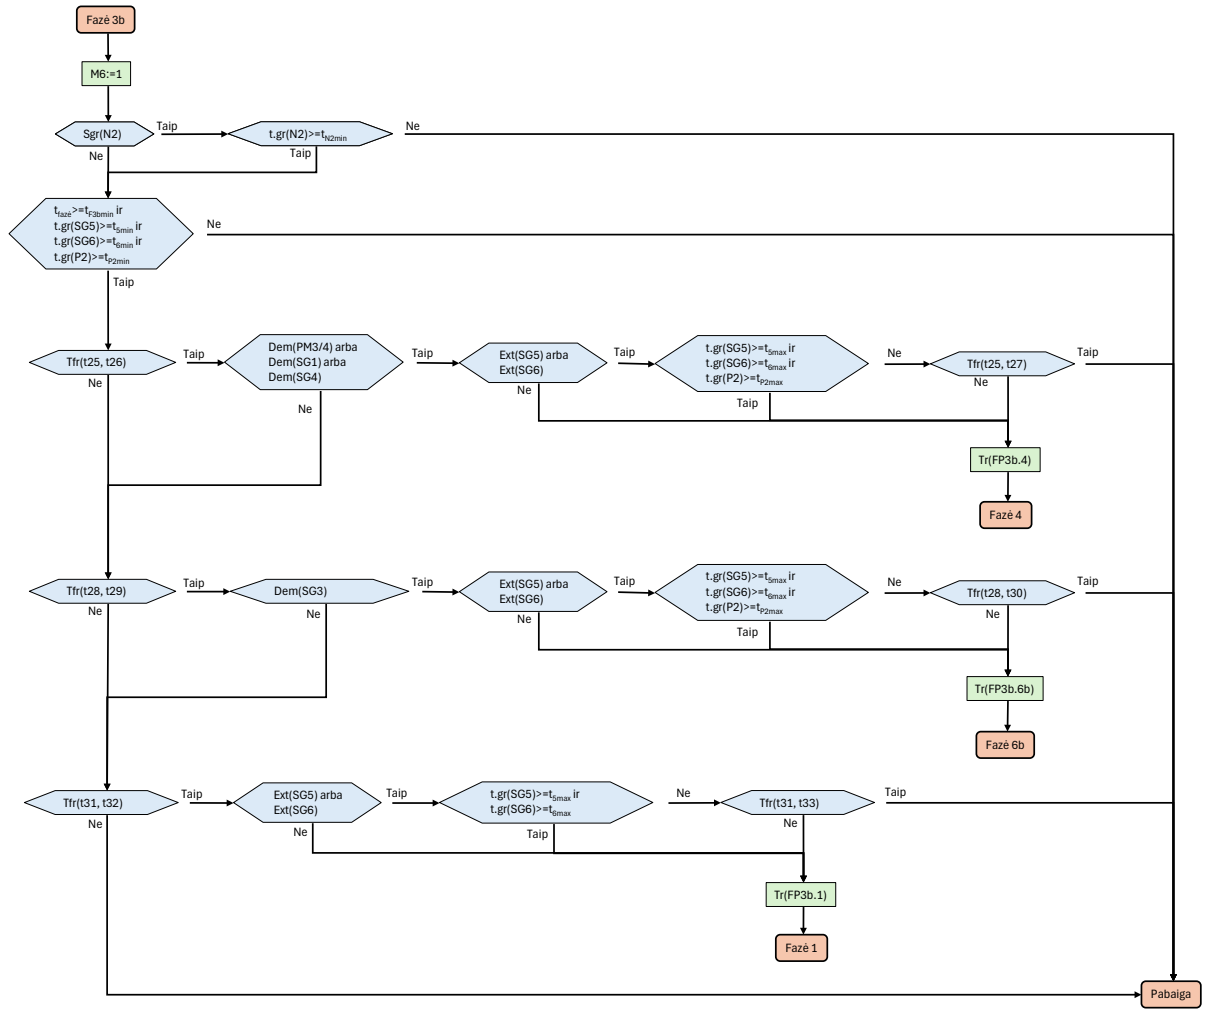 Fazė 3b
M6:=1
Sgr(N2)
Taip
t.gr(N2)>=tN2min
Ne
Ne
Taip
tfazė>=tF3bmin ir
t.gr(SG5)>=t5min ir
t.gr(SG6)>=t6min ir
t.gr(P2)>=tP2min
Ne
Taip
Tfr(t25, t26)
Taip
Dem(PM3/4) arba
Dem(SG1) arba
Dem(SG4)
Taip
Ext(SG5) arba
Ext(SG6)
Taip
t.gr(SG5)>=t5max ir
t.gr(SG6)>=t6max ir
t.gr(P2)>=tP2max
Ne
Tfr(t25, t27)
Taip
Ne
Ne
Ne
Taip
Ne
Tr(FP3b.4)
Fazė 4
Tfr(t28, t29)
Taip
Dem(SG3)
Taip
Ext(SG5) arba
Ext(SG6)
Taip
t.gr(SG5)>=t5max ir
t.gr(SG6)>=t6max ir
t.gr(P2)>=tP2max
Ne
Tfr(t28, t30)
Taip
Ne
Ne
Ne
Taip
Ne
Tr(FP3b.6b)
Fazė 6b
Tfr(t31, t32)
Taip
Ext(SG5) arba
Ext(SG6)
Taip
t.gr(SG5)>=t5max ir
t.gr(SG6)>=t6max
Ne
Tfr(t31, t33)
Taip
Ne
Ne
Taip
Ne
Tr(FP3b.1)
Fazė 1
Pabaiga